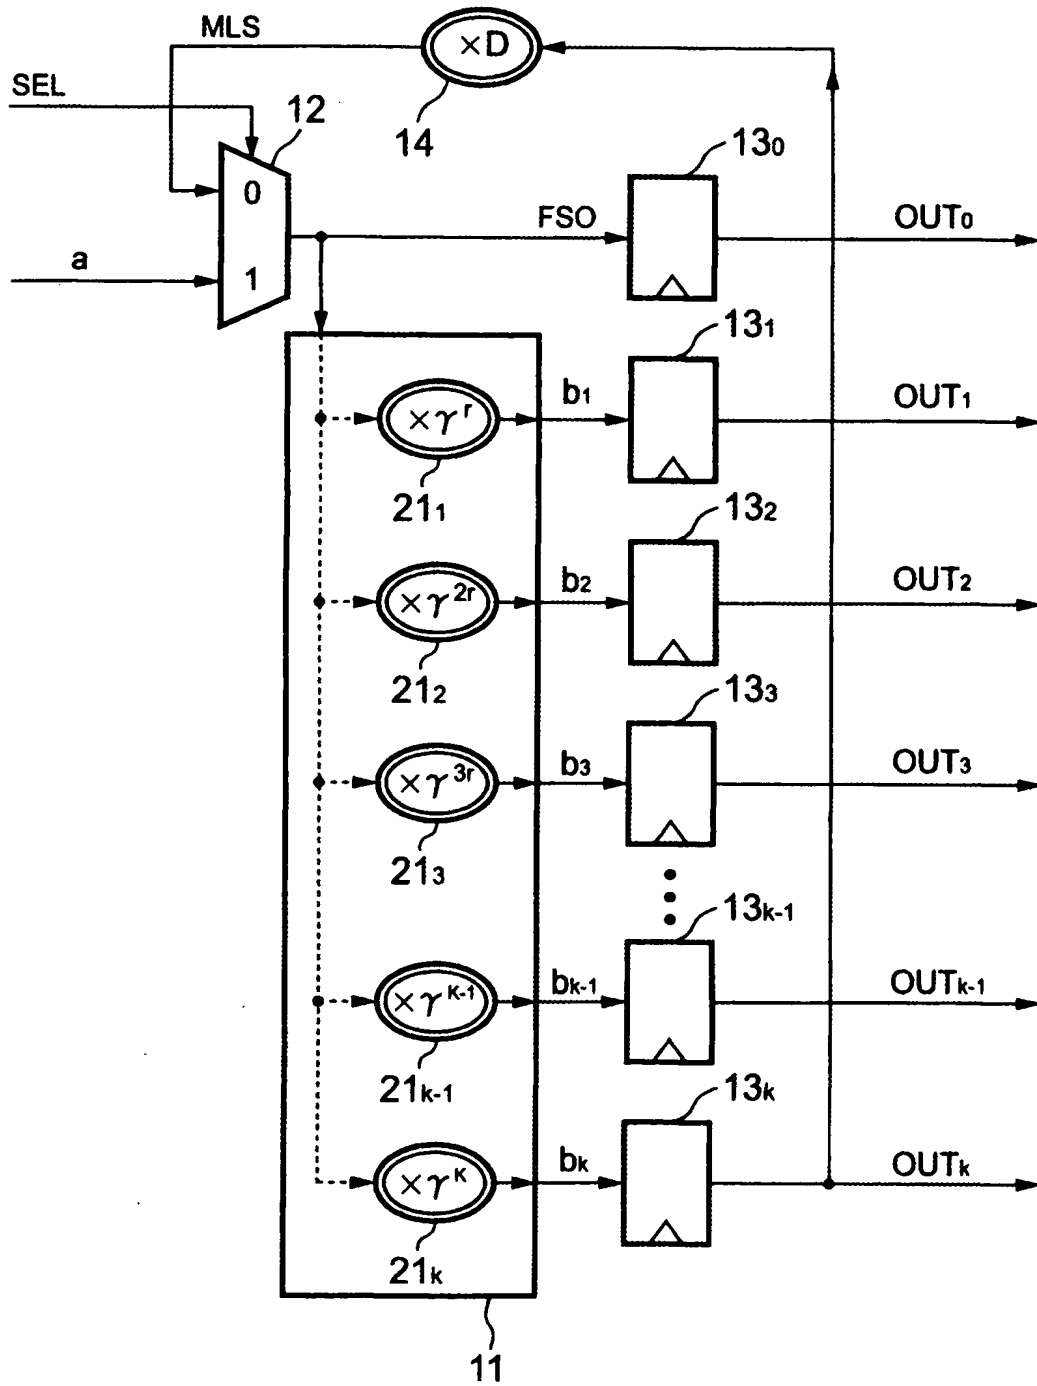 MLS
×D
SEL
12
14
13₀
0
FSO
OUT₀
a
1
13₁
×γʳ
b₁
OUT₁
21₁
13₂
×γ²ʳ
b₂
OUT₂
21₂
13₃
×γ³ʳ
b₃
OUT₃
21₃
13k-1
×γᴷ⁻¹
bk-1
OUTk-1
21k-1
13k
×γᴷ
bk
OUTk
21k
11